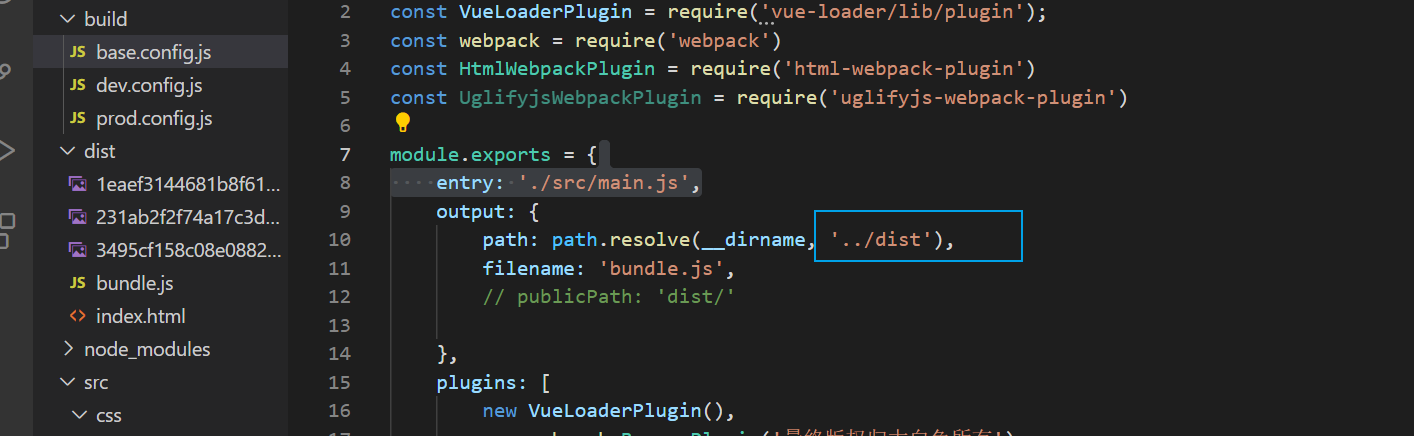 build
JS base.config.js
JS dev.config.js
JS prod.config.js
dist
1eaef3144681b8f61...
231ab2f2f74a17c3d...
3495cf158c08e0882...
JS bundle.js
<> index.html
node_modules
src
css
2 const VueLoaderPlugin = require('vue-loader/lib/plugin');
3 const webpack = require('webpack')
4 const HtmlWebpackPlugin = require('html-webpack-plugin')
5 const UglifyjsWebpackPlugin = require('uglifyjs-webpack-plugin')
6
7 module.exports = {
8 entry: './src/main.js',
9 output: {
10 path: path.resolve(__dirname, '../dist'),
11 filename: 'bundle.js',
12 // publicPath: 'dist/'
13
14 },
15 plugins: [
16 new VueLoaderPlugin(),